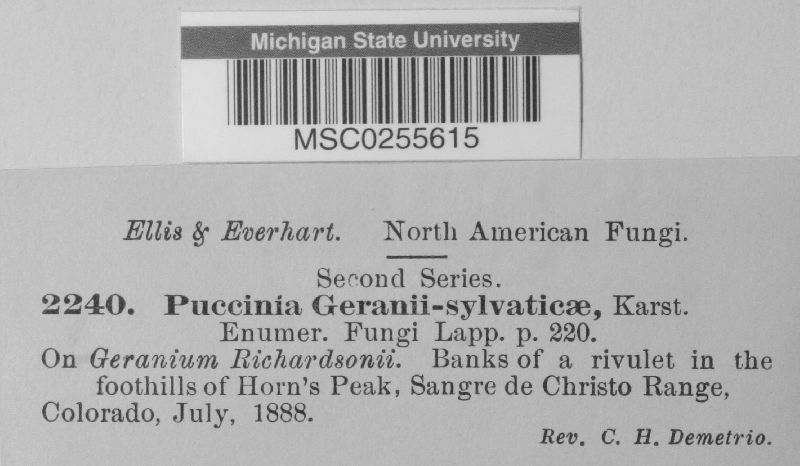 Michigan State University
MSC0255615
Ellis & Everhart. North American Fungi.
Second Series.
2240. Puccinia Geranii-sylvaticæ, Karst.
Enumer. Fungi Lapp. p. 220.
On Geranium Richardsonii. Banks of a rivulet in the
foothills of Horn's Peak, Sangre de Christo Range,
Colorado, July, 1888.
Rev. C. H. Demetrio.